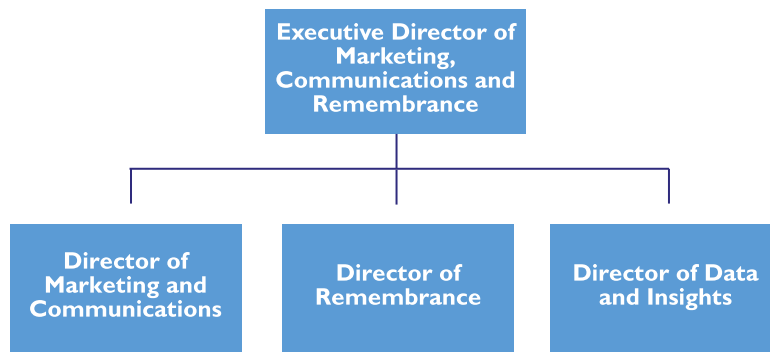 Executive Director of
Marketing,
Communications and
Remembrance
Director of
Marketing and
Communications
Director of
Remembrance
Director of Data
and Insights